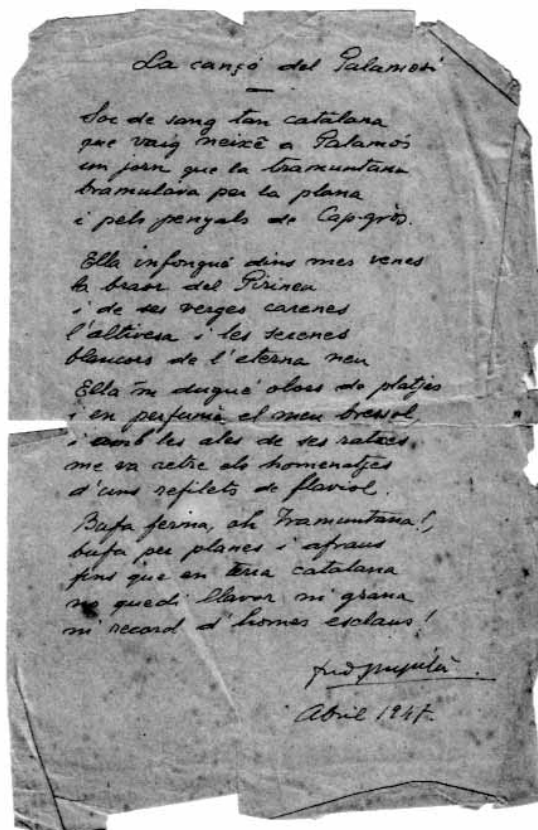 La cançó del Palamosí
Soc de sang tan catalana
que vaig neixê a Palamós
un jorn que la tramuntana
bramulava per la plana
i pels penyals de Cap-gròs.
Ella infongué dins mes venes
la braor del Pirineu
i de ses verges carenes
l'altivesa i les serenes
blancors de l'eterna neu
Ella'm dugué olors de platjes
i en perfumà el meu bressol,
i amb les ales de ses ratxes
me va retre els homenatjes
d'uns refilets de flaviol.
Bufa ferma, oh Tramuntana!,
bufa per planes i afraus
fins que en terra catalana
no quedi llavor ni grana
ni record d'homes esclaus!
Abril 1947.